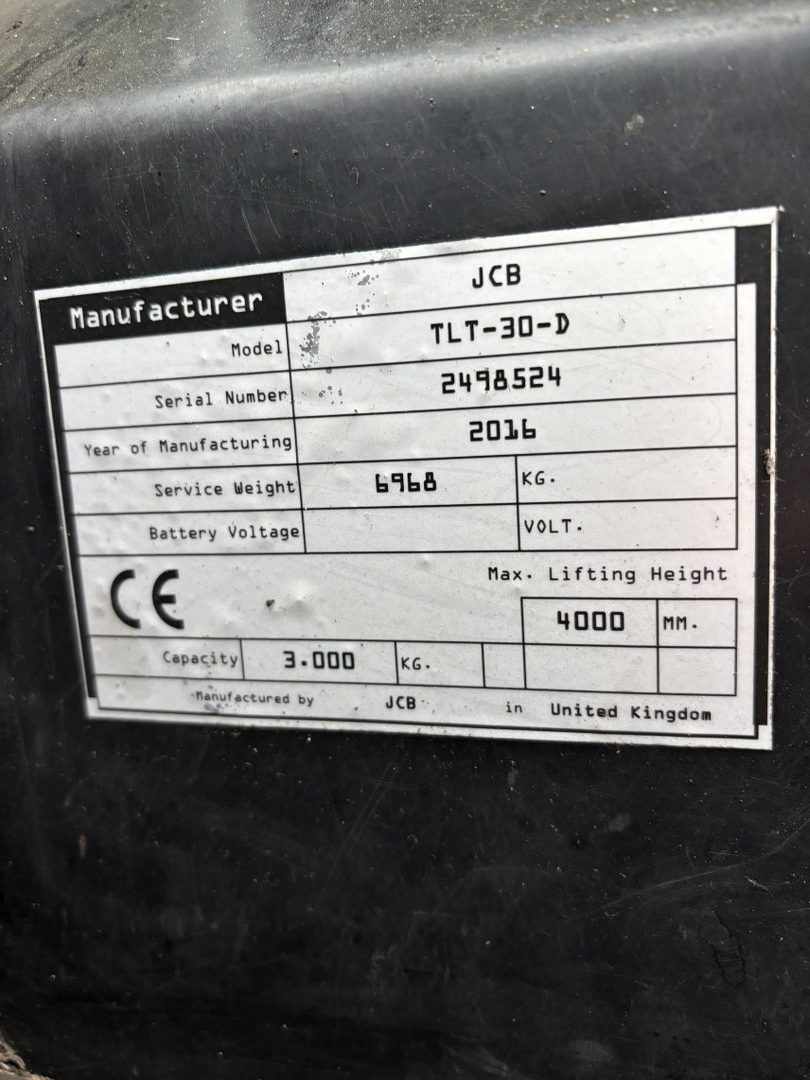 Manufacturer JCB
Model TLT-30-D
Serial Number 2498524
Year of Manufacturing 2016
Service Weight 6968 KG.
Battery Voltage VOLT.
CE Max. Lifting Height
4000 MM.
Capacity 3.000 KG.
Manufactured by JCB in United Kingdom